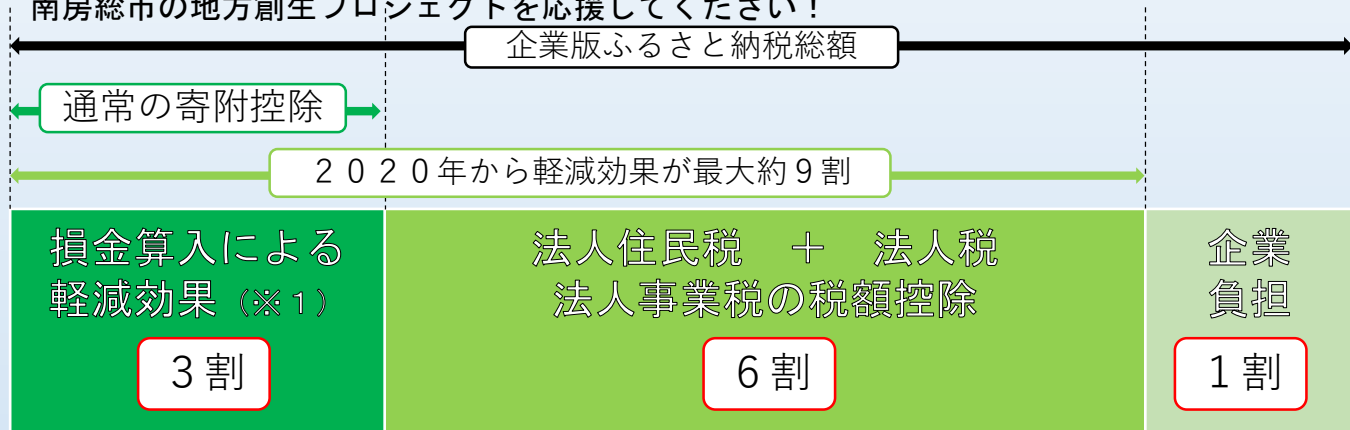 南房総市の地方創生プロジェクトを応援してください！
企業版ふるさと納税総額
通常の寄附控除
２０２０年から軽減効果が最大約９割
損金算入による
軽減効果（※１）
３割
法人住民税　＋　法人税
法人事業税の税額控除
６割
企業
負担
１割